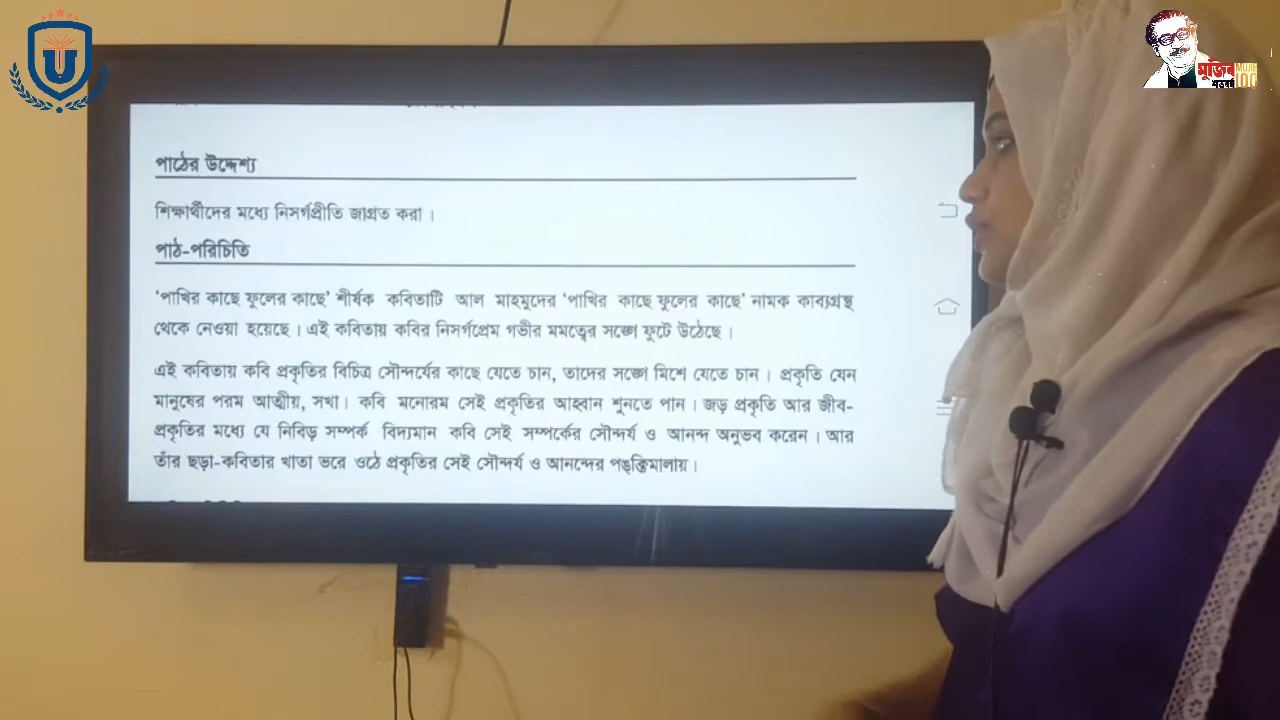 পাঠের উদ্দেশ্য
শিক্ষার্থীদের মধ্যে নিসর্গপ্রীতি জাগ্রত করা ।
পাঠ-পরিচিতি
'পাখির কাছে ফুলের কাছে' শীর্ষক কবিতাটি আল মাহমুদের 'পাখির কাছে ফুলের কাছে' নামক কাব্যগ্রন্থ
থেকে নেওয়া হয়েছে । এই কবিতায় কবির নিসর্গপ্রেম গভীর মমত্বের সঙ্গে ফুটে উঠেছে ।
এই কবিতায় কবি প্রকৃতির বিচিত্র সৌন্দর্যের কাছে যেতে চান, তাদের সঙ্গে মিশে যেতে চান । প্রকৃতি যেন
মানুষের পরম আত্মীয়, সখা। কবি মনোরম সেই প্রকৃতির আহ্বান শুনতে পান । জড় প্রকৃতি আর জীব-
প্রকৃতির মধ্যে যে নিবিড় সম্পর্ক বিদ্যমান কবি সেই সম্পর্কের সৌন্দর্য ও আনন্দ অনুভব করেন । আর
তাঁর ছড়া-কবিতার খাতা ভরে ওঠে প্রকৃতির সেই সৌন্দর্য ও আনন্দের পঙ্‌ক্তিমালায় ।
U
মুজিব
শতবর্ষ
100